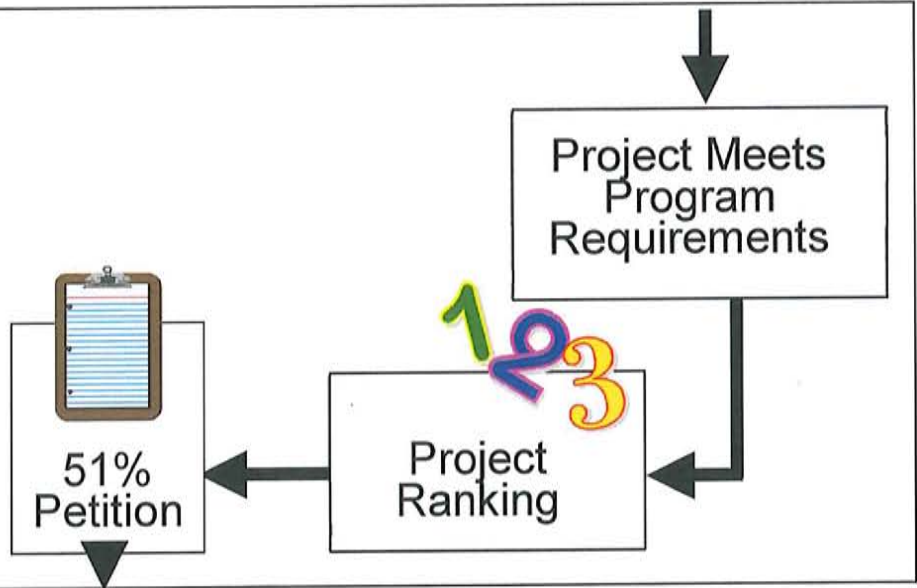 Project Meets
Program
Requirements
123
Project
Ranking
51%
Petition